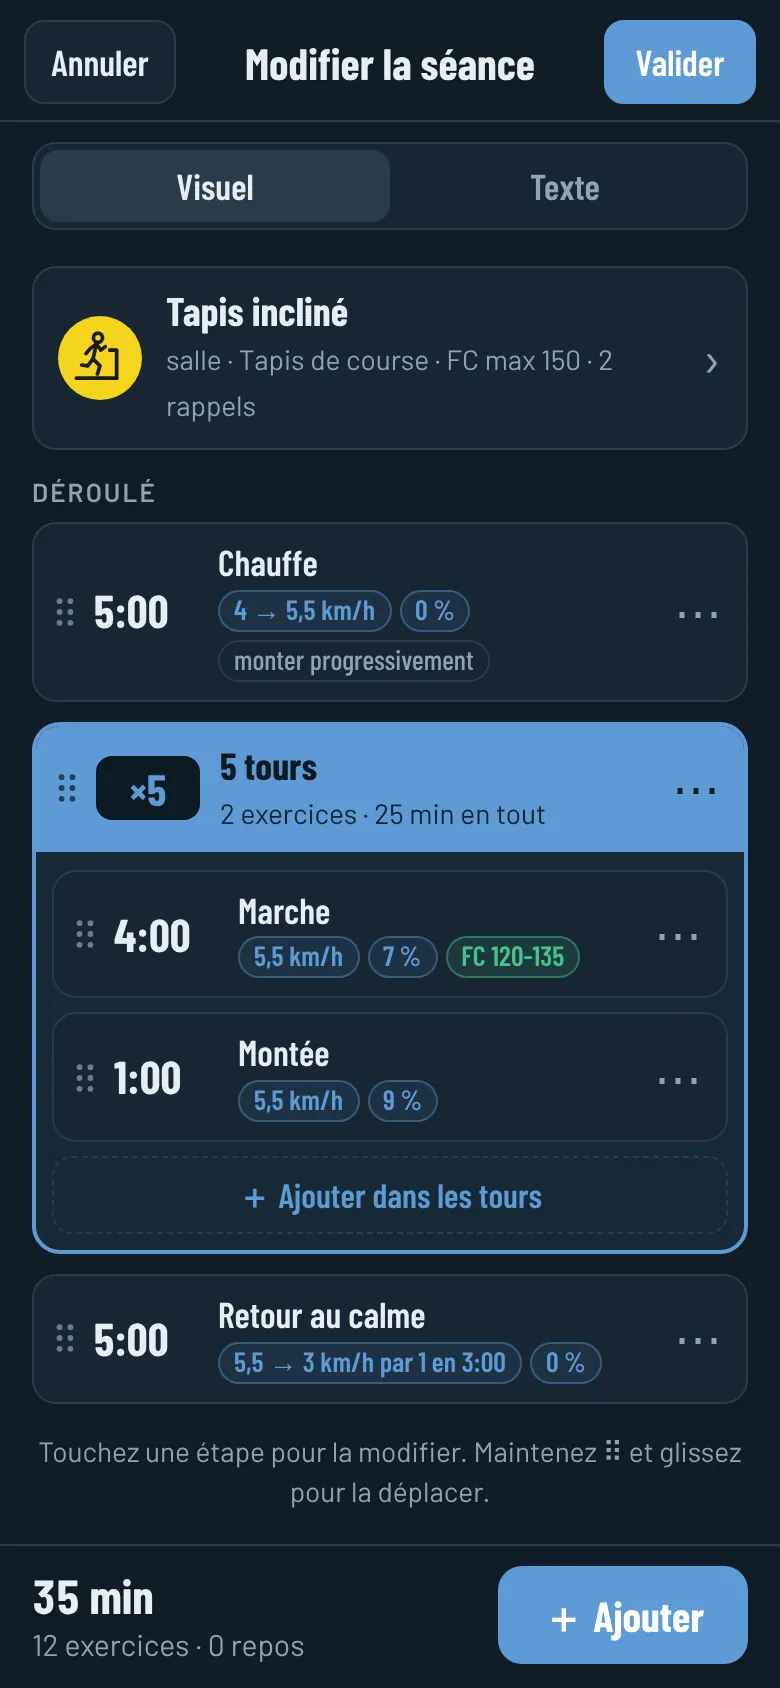 Annuler
Modifier la séance
Valider
Visuel
Texte
Tapis incliné
salle · Tapis de course · FC max 150 · 2
rappels
›
DÉROULÉ
5:00
Chauffe
4 → 5,5 km/h
0 %
monter progressivement
···
×5
5 tours
2 exercices · 25 min en tout
···
4:00
Marche
5,5 km/h
7 %
FC 120-135
···
1:00
Montée
5,5 km/h
9 %
···
+ Ajouter dans les tours
5:00
Retour au calme
5,5 → 3 km/h par 1 en 3:00
0 %
···
Touchez une étape pour la modifier. Maintenez ⠿ et glissez
pour la déplacer.
35 min
12 exercices · 0 repos
+ Ajouter